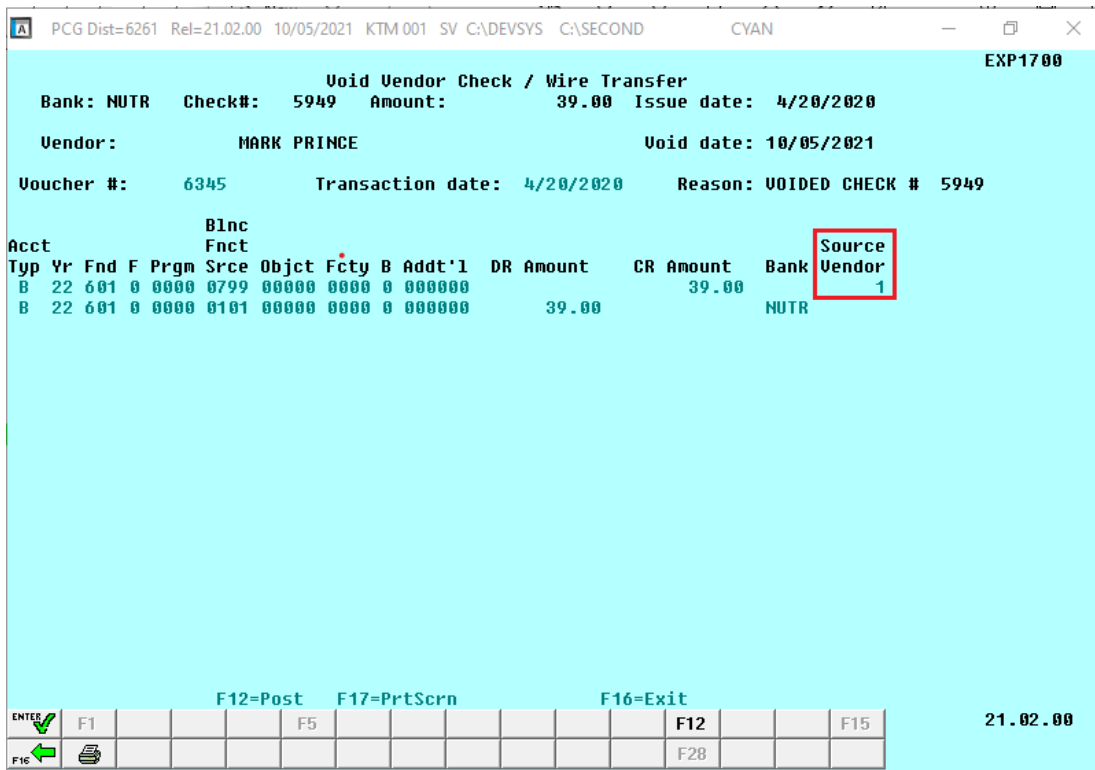 A PCG Dist=6261 Rel=21.02.00 10/05/2021 KTM 001 SV C:\DEVSYS C:\SECOND CYAN
EXP1700
Void Vendor Check / Wire Transfer
Bank: NUTR Check#: 5949 Amount: 39.00 Issue date: 4/20/2020
Vendor: MARK PRINCE Void date: 10/05/2021
Voucher #: 6345 Transaction date: 4/20/2020 Reason: VOIDED CHECK # 5949
Blnc
Acct Fnct Source
Typ Yr Fnd F Prgm Srce Objct Fcty B Addt'l DR Amount CR Amount Bank Vendor
B 22 601 0 0000 0799 00000 0000 0 000000 39.00 1
B 22 601 0 0000 0101 00000 0000 0 000000 39.00 NUTR
F12=Post F17=PrtScrn F16=Exit
ENTER F1 F5 F12 F15 21.02.00
F16 F28